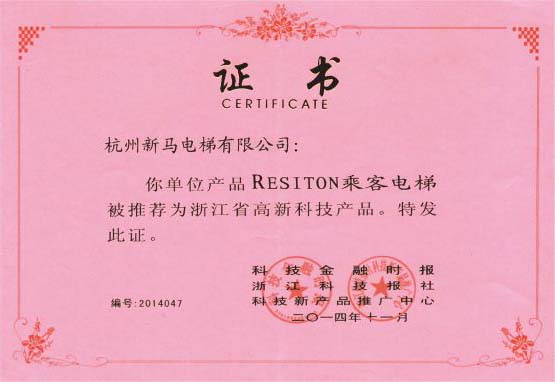 证书
CERTIFICATE
杭州新马电梯有限公司:
你单位产品RESITON乘客电梯
被推荐为浙江省高新科技产品。特发
此证。
科技金融时报
浙江科技报社
科技新产品推广中心
二〇一四年十一月
编号:2014047